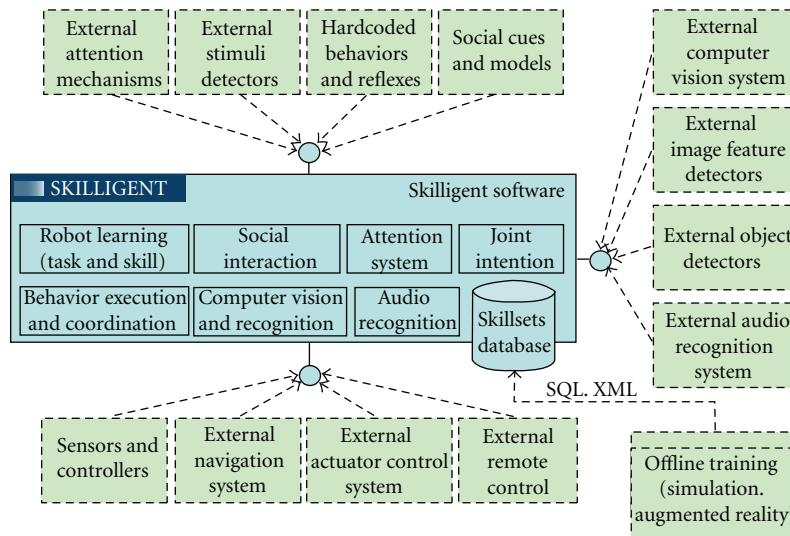 External
attention
mechanisms
External
stimuli
detectors
Hardcoded
behaviors
and reflexes
Social cues
and models
External
computer
vision system
External
image feature
detectors
External object
detectors
External audio
recognition
system
SKILLIGENT
Skilligent software
Robot learning
(task and skill)
Social
interaction
Attention
system
Joint
intention
Behavior execution
and coordination
Computer vision
and recognition
Audio
recognition
Skillsets
database
SQL. XML
Sensors and
controllers
External
navigation
system
External
actuator control
system
External
remote
control
Offline training
(simulation.
augmented reality